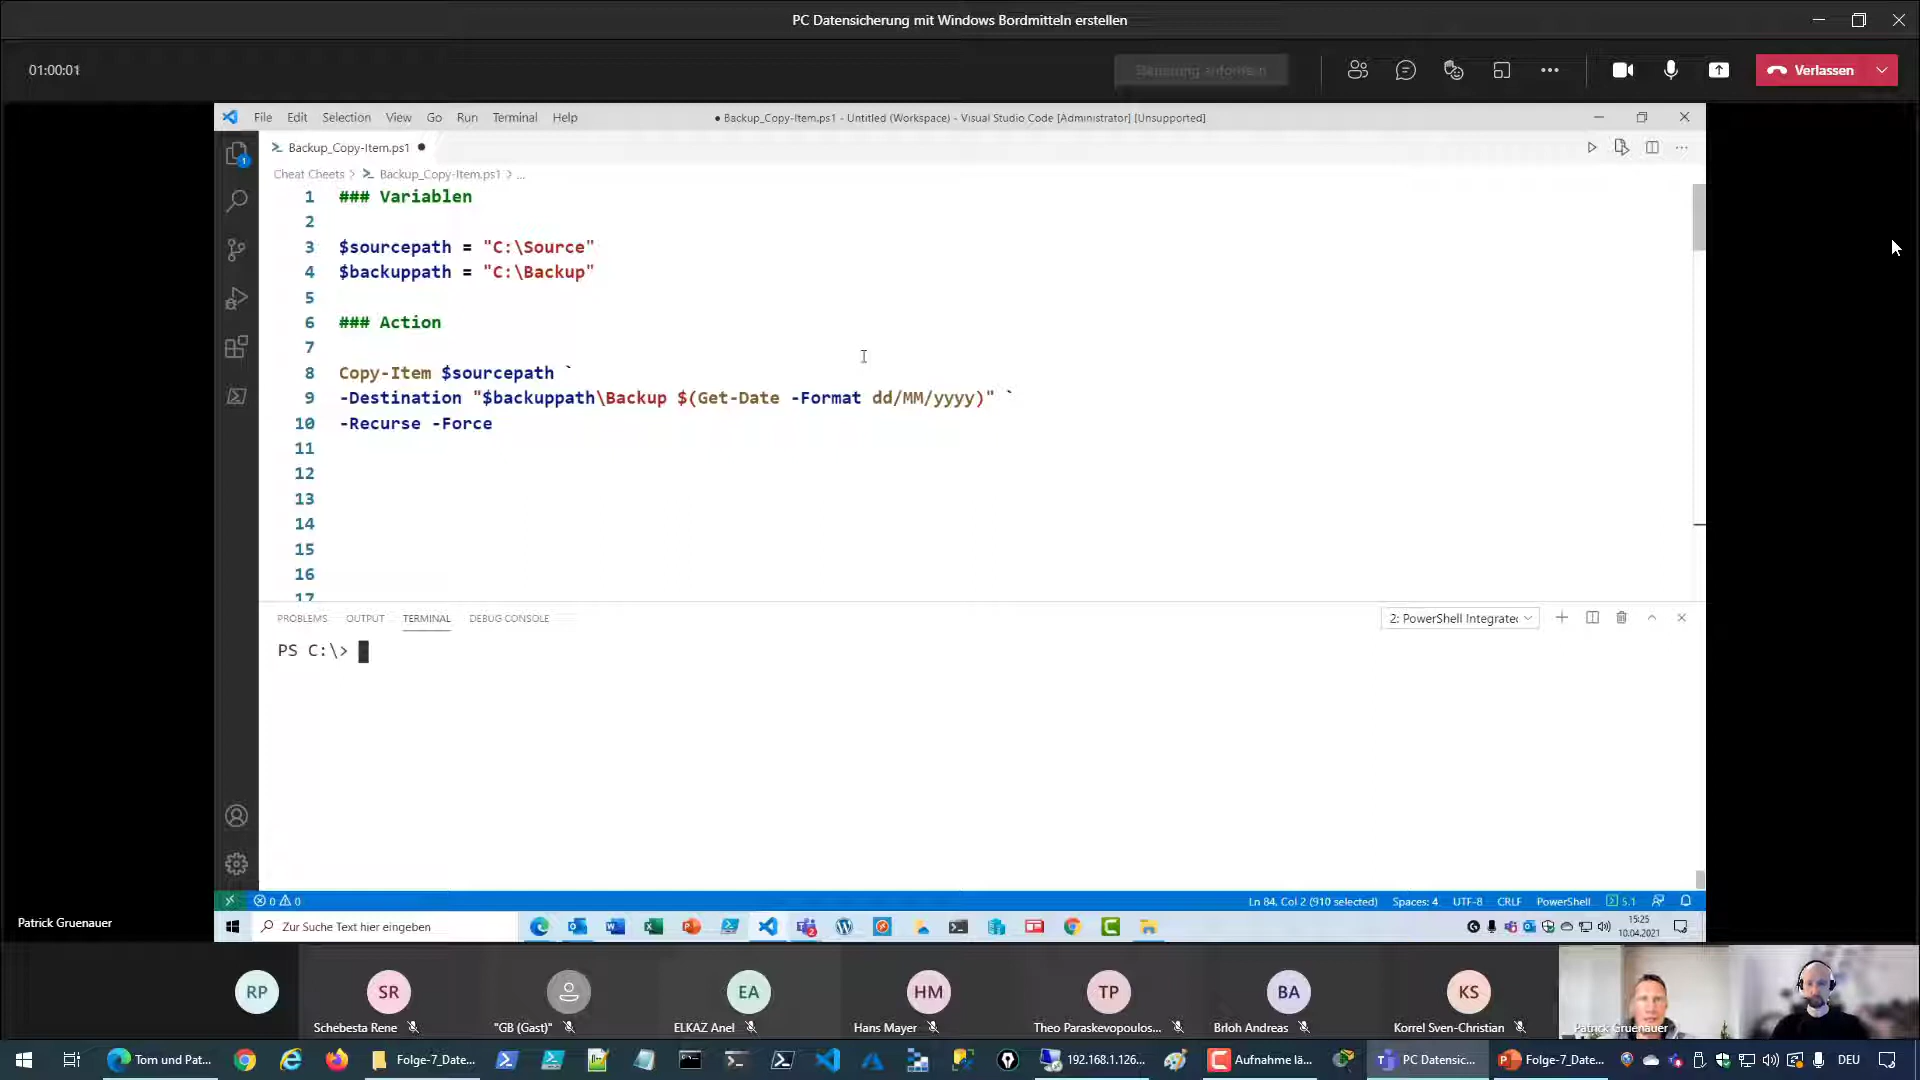 PC Datensicherung mit Windows Bordmitteln erstellen
01:00:01
Steuerung anfordern
Verlassen
File Edit Selection View Go Run Terminal Help
● Backup_Copy-Item.ps1 - Untitled (Workspace) - Visual Studio Code [Administrator] [Unsupported]
Backup_Copy-Item.ps1 ●
Cheat Cheets > Backup_Copy-Item.ps1 > ...
1 ### Variablen
2
3 $sourcepath = "C:\Source"
4 $backuppath = "C:\Backup"
5
6 ### Action
7
8 Copy-Item $sourcepath `
9 -Destination "$backuppath\Backup $(Get-Date -Format dd/MM/yyyy)" `
10 -Recurse -Force
11
12
13
14
15
16
17
PROBLEMS OUTPUT TERMINAL DEBUG CONSOLE
2: PowerShell Integrate
PS C:\>
0 0
Ln 84, Col 2 (910 selected) Spaces: 4 UTF-8 CRLF PowerShell 5.1
Patrick Gruenauer
Zur Suche Text hier eingeben
15:25
10.04.2021
RP SR EA HM TP BA KS
Schebesta Rene "GB (Gast)" ELKAZ Anel Hans Mayer Theo Paraskevopoulos... Brloh Andreas Korrel Sven-Christian Patrick Gruenauer
Tom und Pat... Folge-7_Date... 192.168.1.126... Aufnahme lä... PC Datensic... Folge-7_Date... DEU